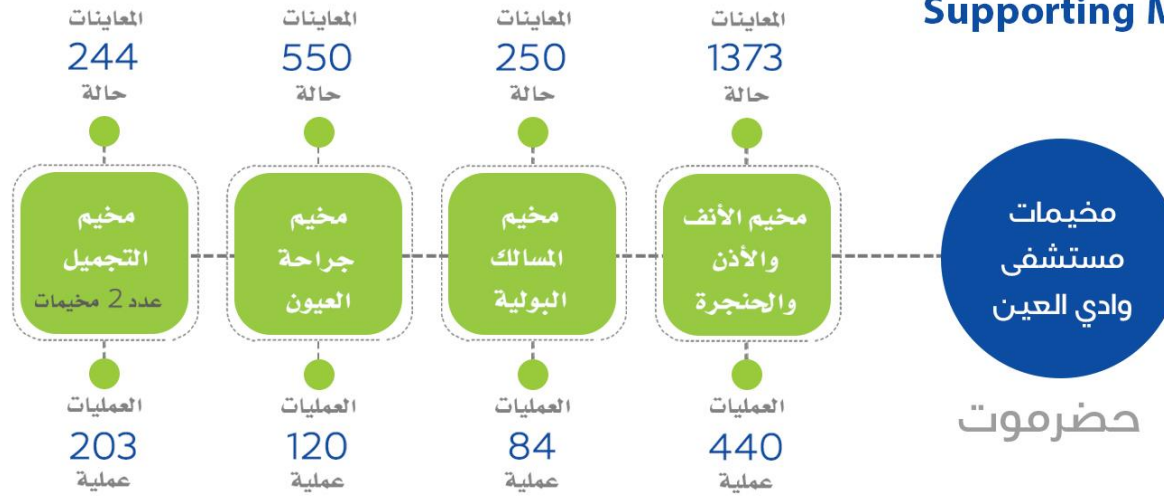 Supporting M
مخيمات
مستشفى
وادي العين
حضرموت
المعاينات
1373
حالة
مخيم الأنف
والأذن
والحنجرة
العمليات
440
عملية
المعاينات
250
حالة
مخيم
المسالك
البولية
العمليات
84
عملية
المعاينات
550
حالة
مخيم
جراحة
العيون
العمليات
120
عملية
المعاينات
244
حالة
مخيم
التجميل
عدد 2 مخيمات
العمليات
203
عملية